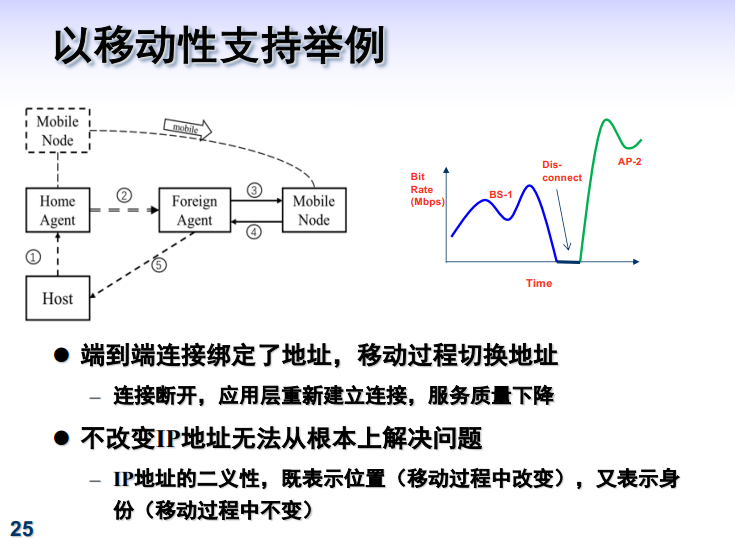 以移动性支持举例
Mobile
Node
mobile
Home
Agent
②
Foreign
Agent
③
④
Mobile
Node
①
⑤
Host
Bit
Rate
(Mbps)
BS-1
Dis-
connect
AP-2
Time
● 端到端连接绑定了地址，移动过程切换地址
– 连接断开，应用层重新建立连接，服务质量下降
● 不改变IP地址无法从根本上解决问题
– IP地址的二义性，既表示位置（移动过程中改变），又表示身
份（移动过程中不变）
25